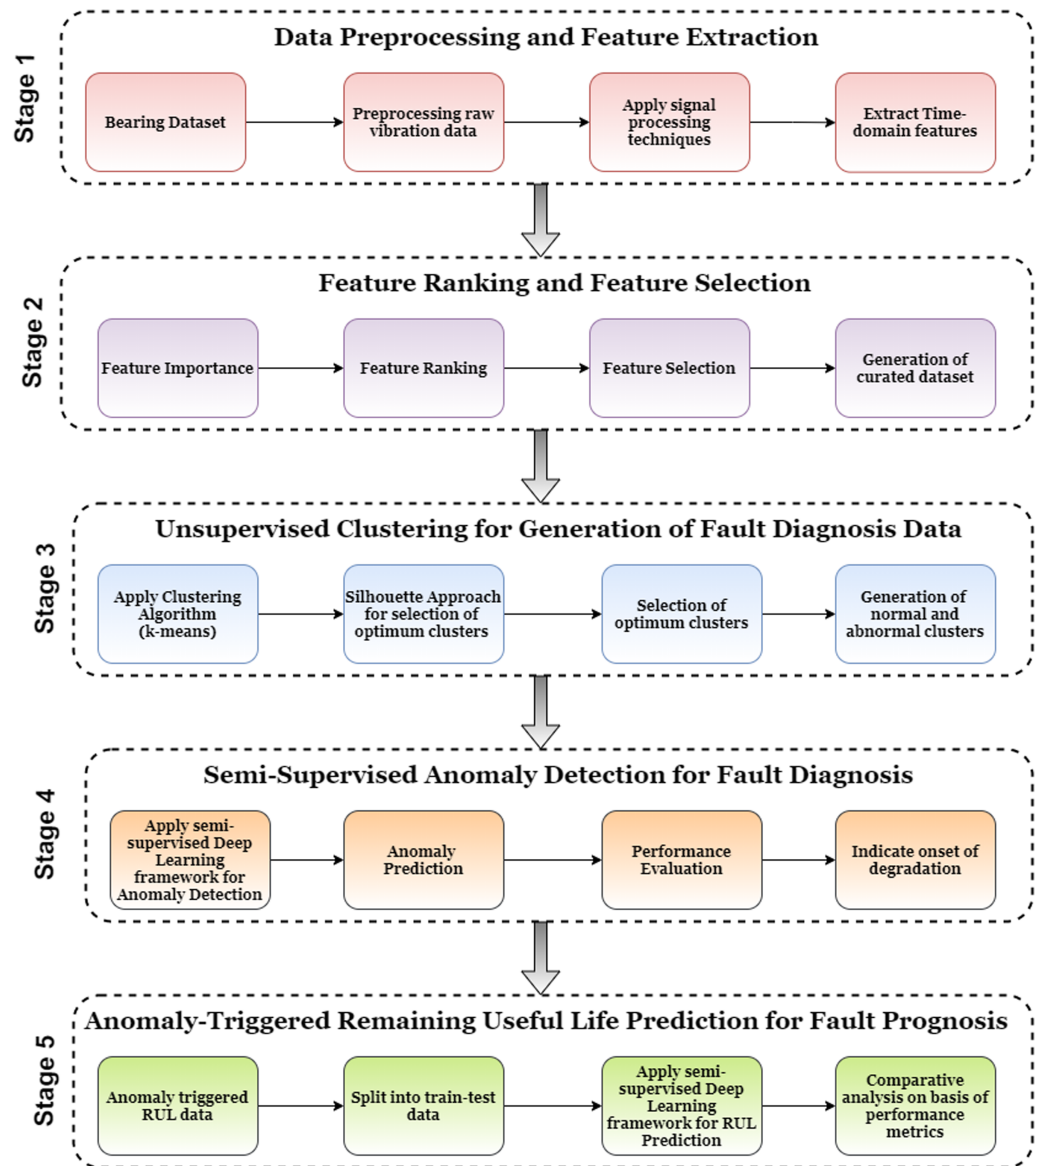 Stage 1
Data Preprocessing and Feature Extraction
Bearing Dataset
Preprocessing raw
vibration data
Apply signal
processing
techniques
Extract Time-
domain features
Stage 2
Feature Ranking and Feature Selection
Feature Importance
Feature Ranking
Feature Selection
Generation of
curated dataset
Stage 3
Unsupervised Clustering for Generation of Fault Diagnosis Data
Apply Clustering
Algorithm
(k-means)
Silhouette Approach
for selection of
optimum clusters
Selection of
optimum clusters
Generation of
normal and
abnormal clusters
Stage 4
Semi-Supervised Anomaly Detection for Fault Diagnosis
Apply semi-
supervised Deep
Learning
framework for
Anomaly Detection
Anomaly
Prediction
Performance
Evaluation
Indicate onset of
degradation
Stage 5
Anomaly-Triggered Remaining Useful Life Prediction for Fault Prognosis
Anomaly triggered
RUL data
Split into train-test
data
Apply semi-
supervised Deep
Learning
framework for RUL
Prediction
Comparative
analysis on basis of
performance
metrics